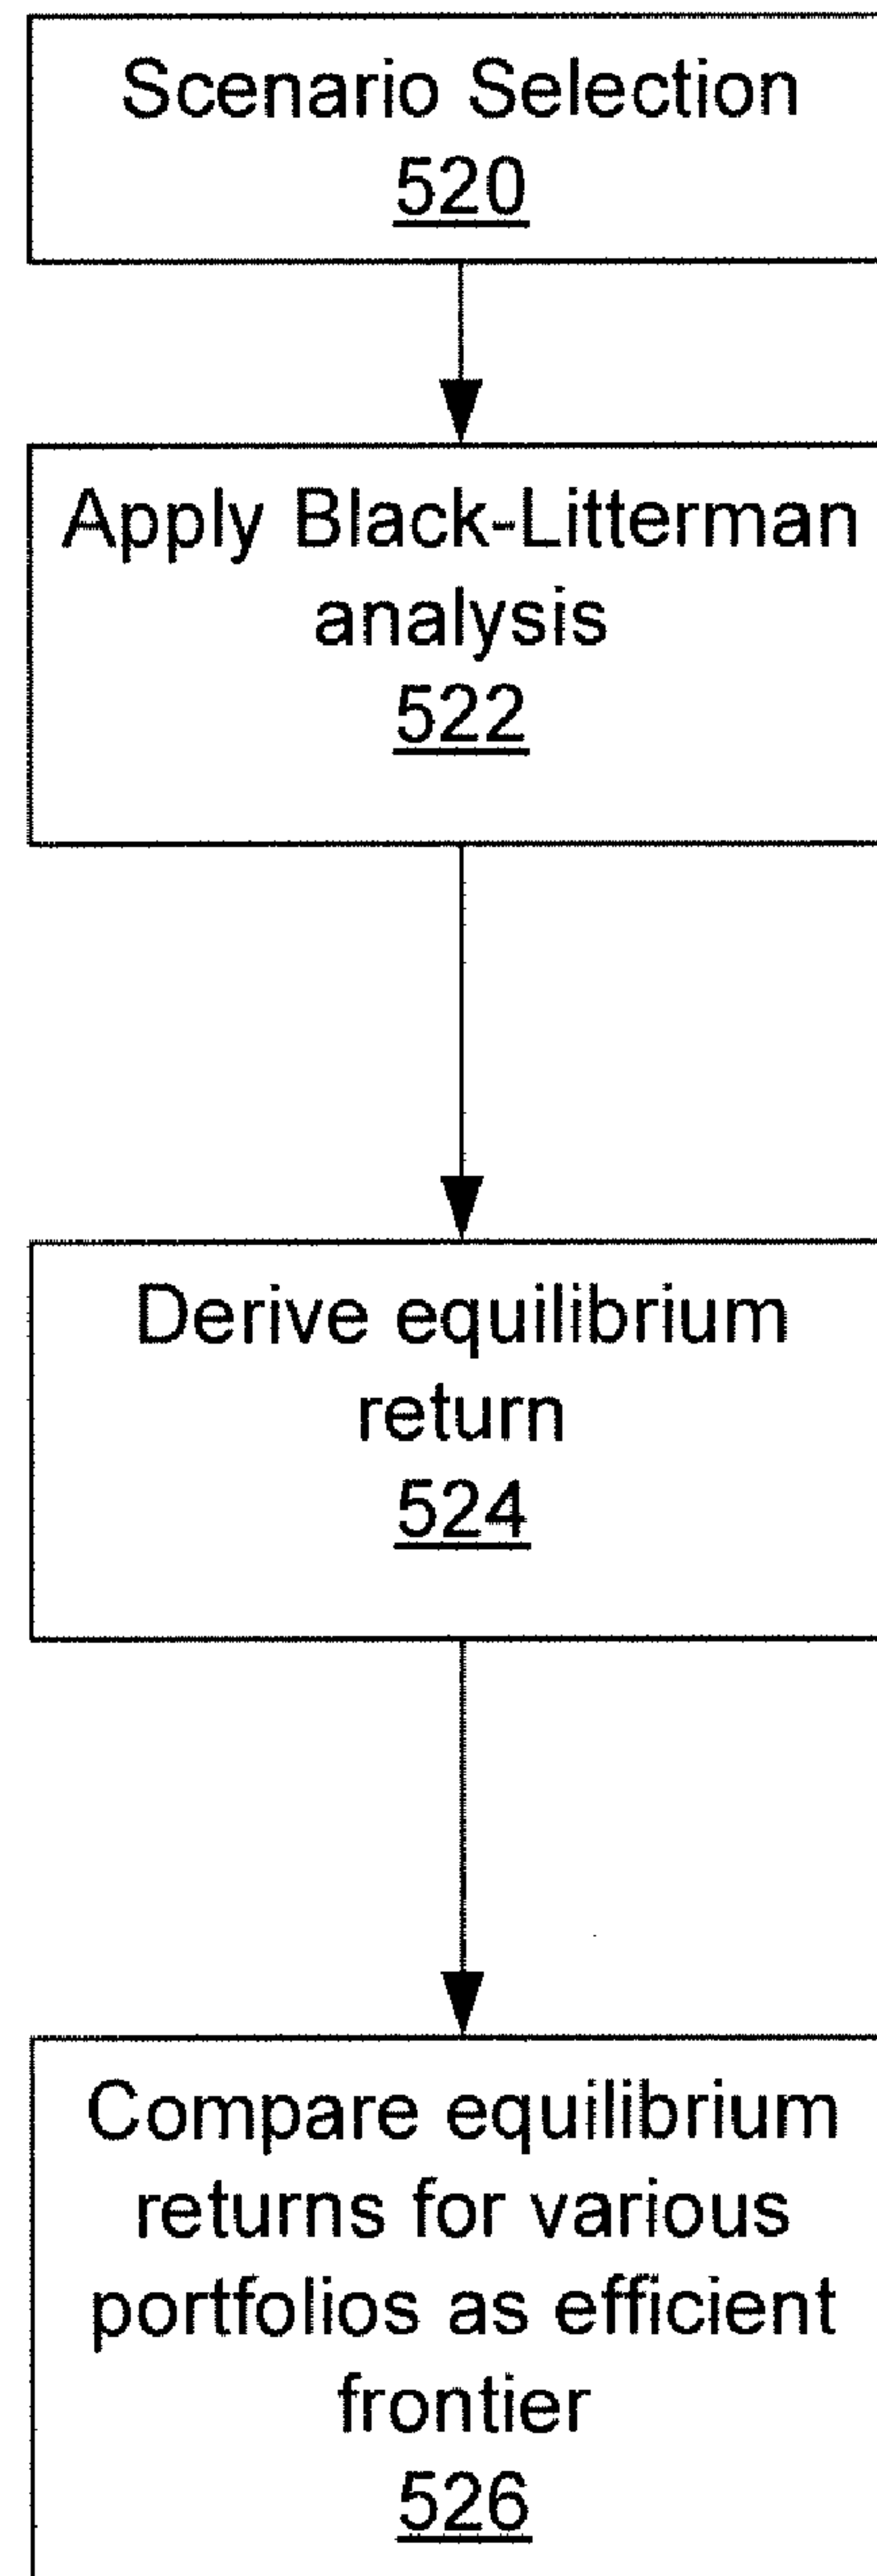 Scenario Selection
520
Apply Black-Litterman
analysis
522
Derive equilibrium
return
524
Compare equilibrium
returns for various
portfolios as efficient
frontier
526